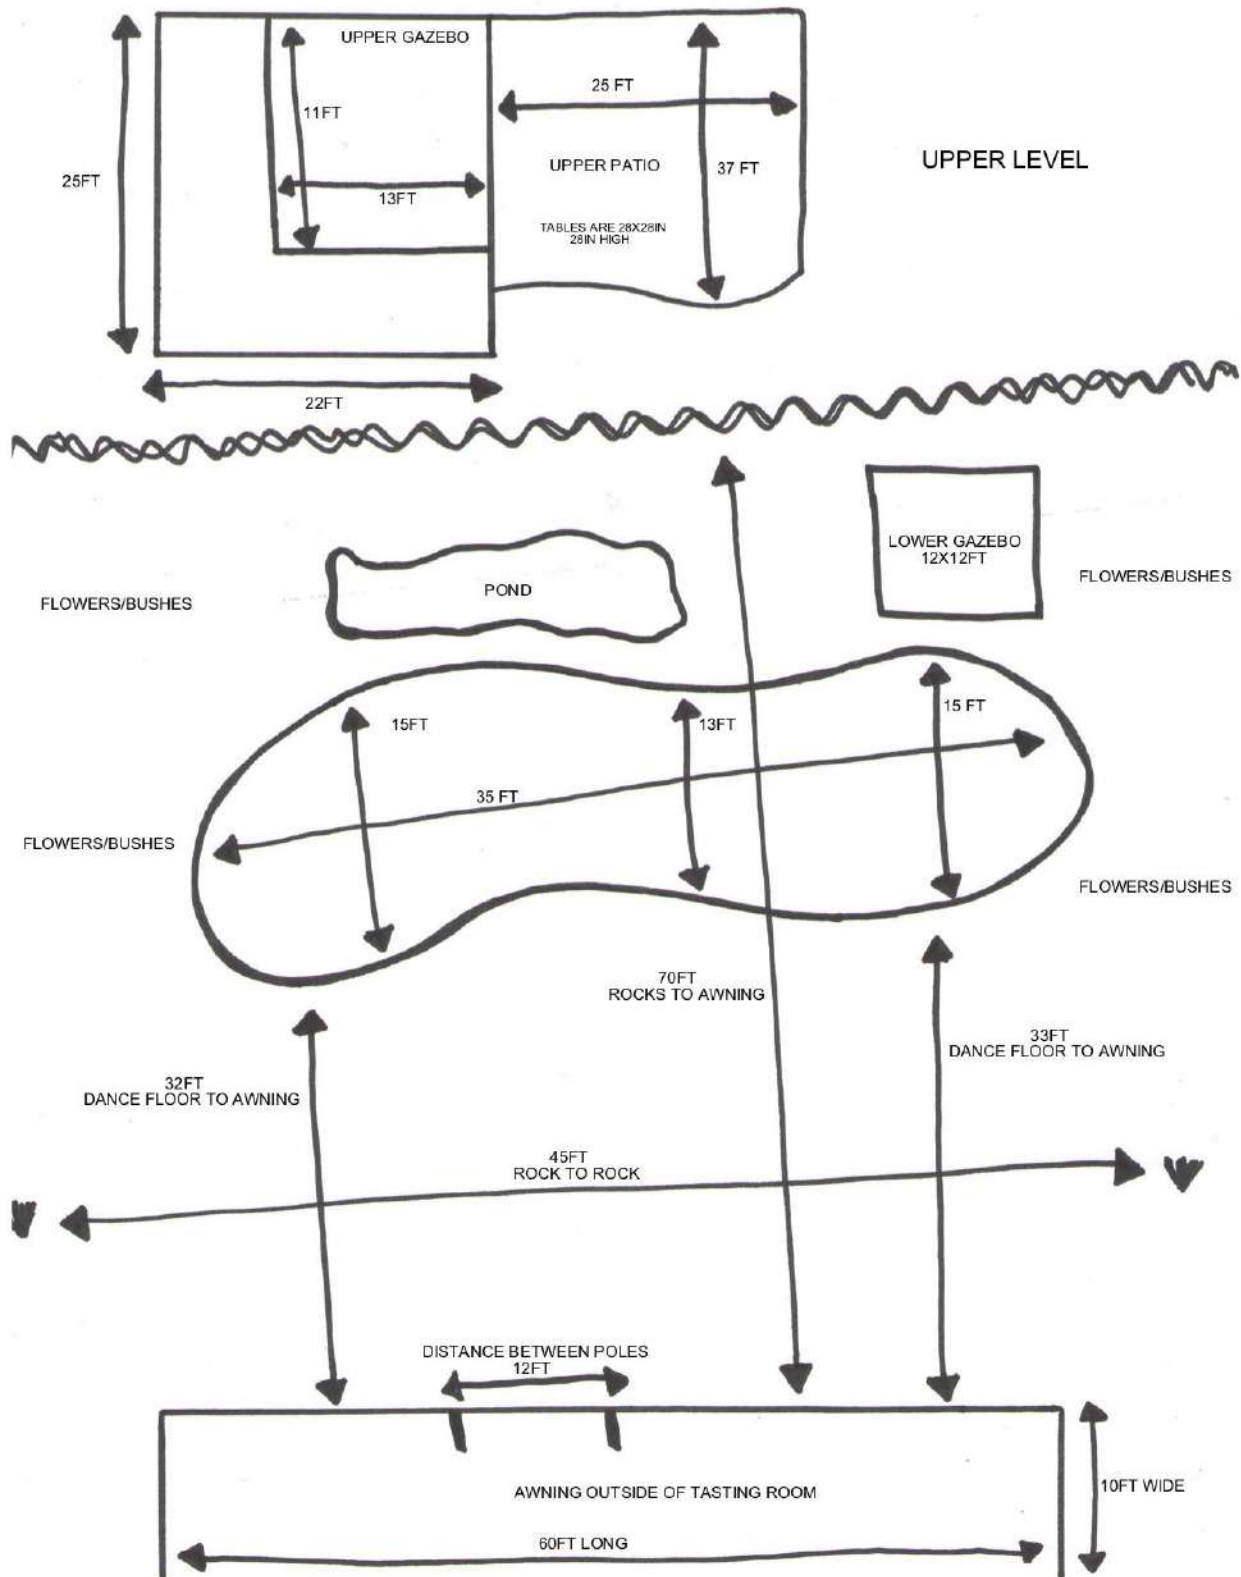 UPPER GAZEBO
25 FT
11FT
UPPER PATIO
37 FT
UPPER LEVEL
25FT
13FT
TABLES ARE 28X28IN
28IN HIGH
22FT
LOWER GAZEBO
12X12FT
FLOWERS/BUSHES
POND
FLOWERS/BUSHES
15FT
13FT
15 FT
35 FT
FLOWERS/BUSHES
FLOWERS/BUSHES
70FT
ROCKS TO AWNING
33FT
DANCE FLOOR TO AWNING
32FT
DANCE FLOOR TO AWNING
45FT
ROCK TO ROCK
DISTANCE BETWEEN POLES
12FT
AWNING OUTSIDE OF TASTING ROOM
10FT WIDE
60FT LONG